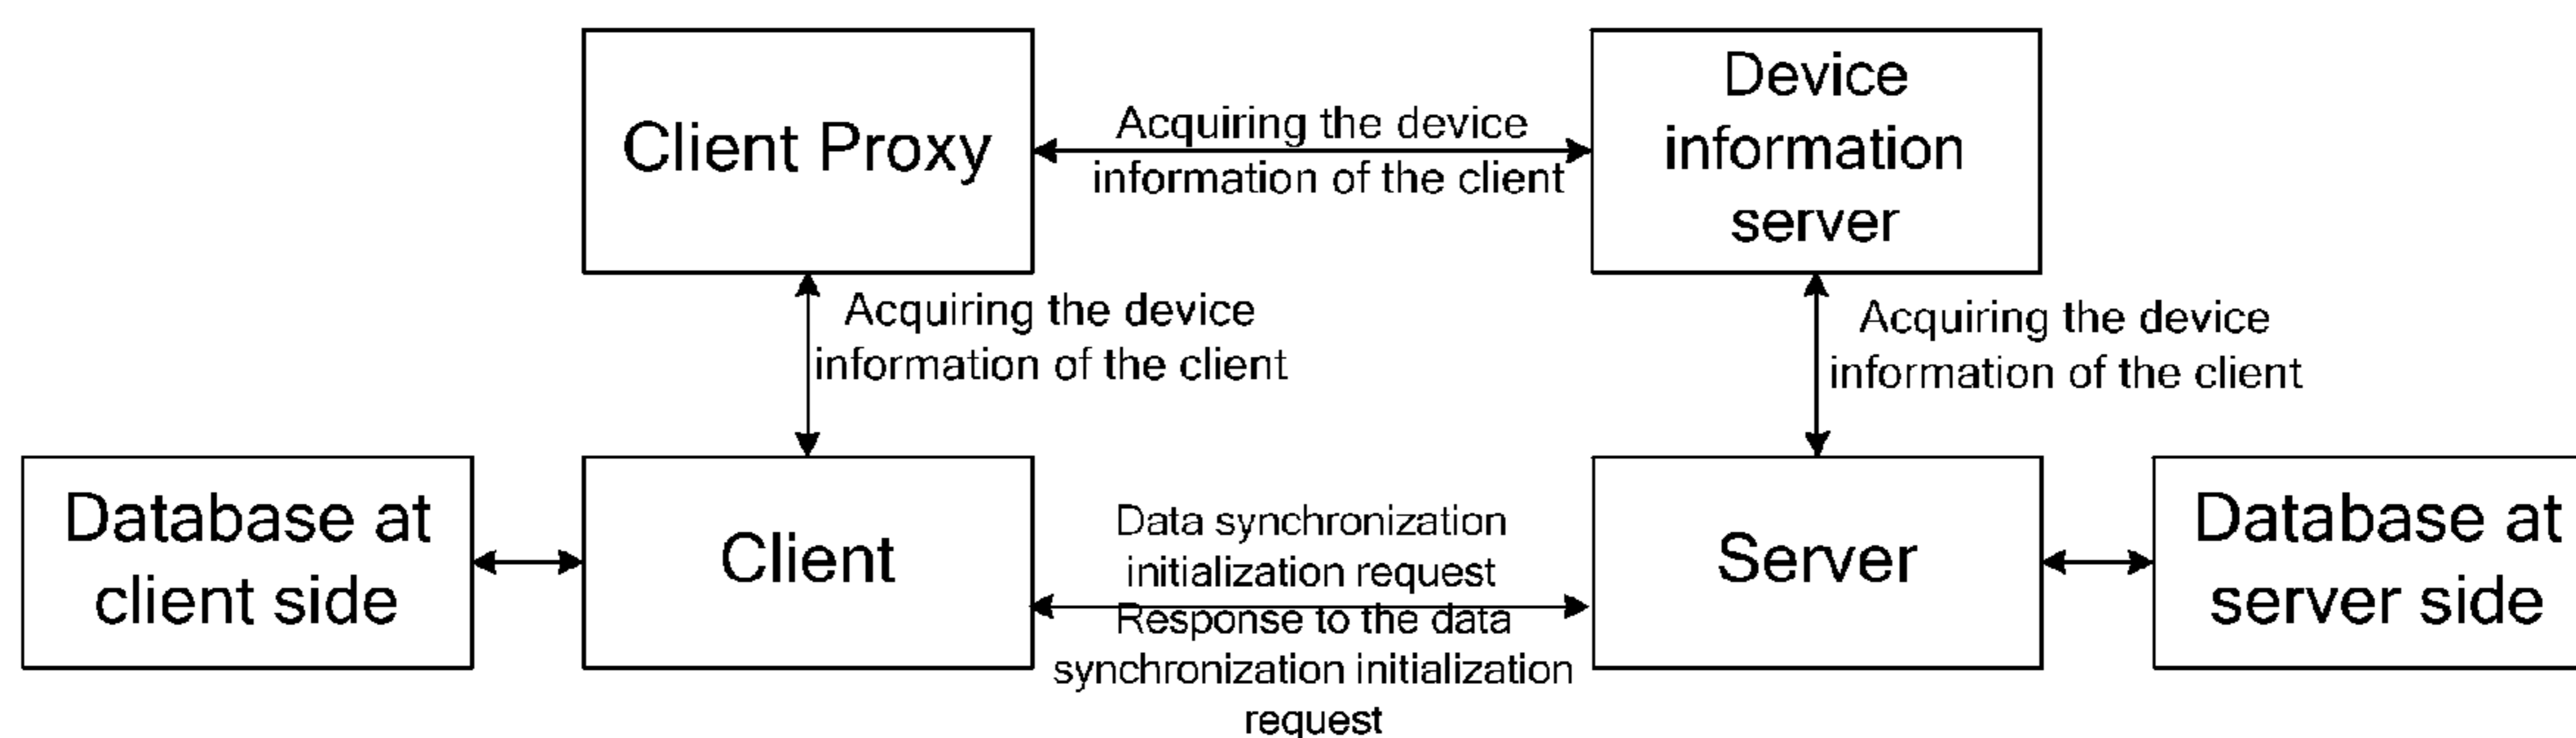 Client Proxy
Acquiring the device
information of the client
Device
information
server
Acquiring the device
information of the client
Acquiring the device
information of the client
Database at
client side
Client
Data synchronization
initialization request
Response to the data
synchronization initialization
request
Server
Database at
server side